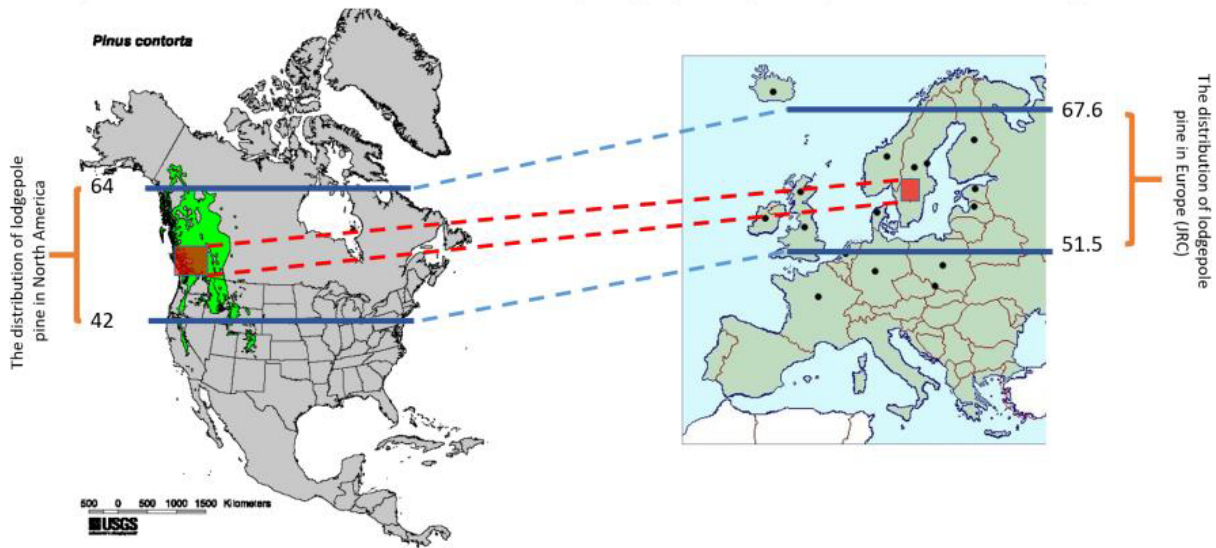 Pinus contorta
The distribution of lodgepole
pine in North America
64
42
67.6
51.5
The distribution of lodgepole
pine in Europe (JRC)
500 0 500 1000 1500 Kilometers
USGS